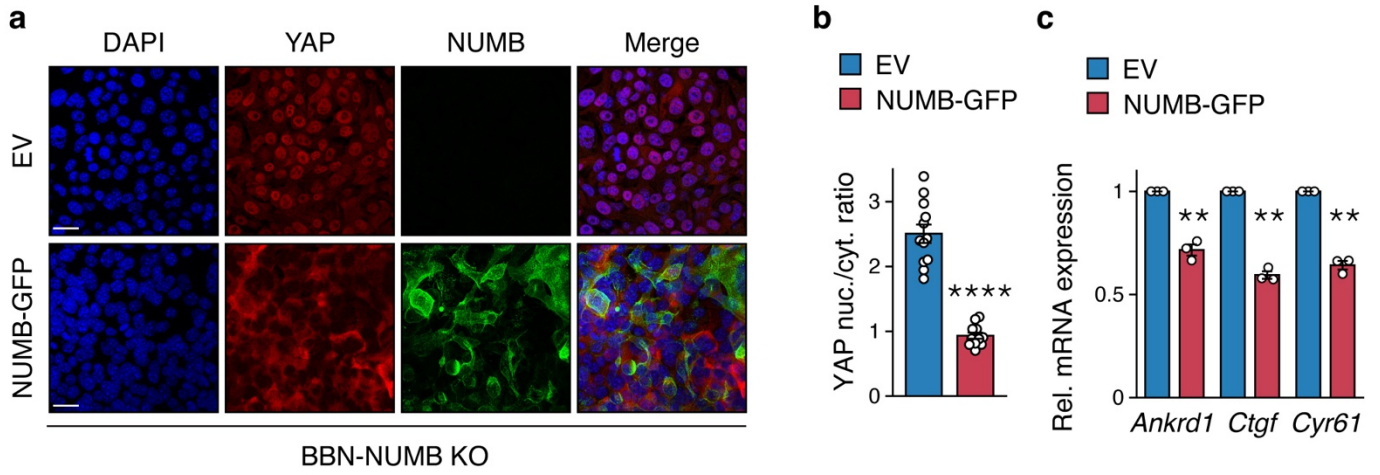 a
DAPI YAP NUMB Merge
EV
NUMB-GFP
BBN-NUMB KO
b
EV
NUMB-GFP
YAP nuc./cyt. ratio
3
2
1
0
****
c
EV
NUMB-GFP
Rel. mRNA expression
1
0.5
0
** ** **
Ankrd1 Ctgf Cyr61